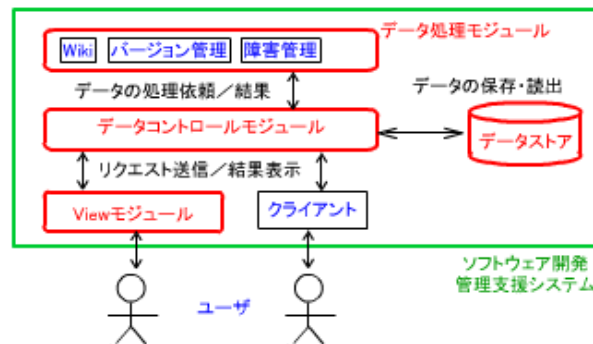 データ処理モジュール
Wiki バージョン管理 障害管理
データの処理依頼／結果
データの保存・読出
データコントロールモジュール
データストア
リクエスト送信／結果表示
Viewモジュール
クライアント
ソフトウェア開発
管理支援システム
ユーザ